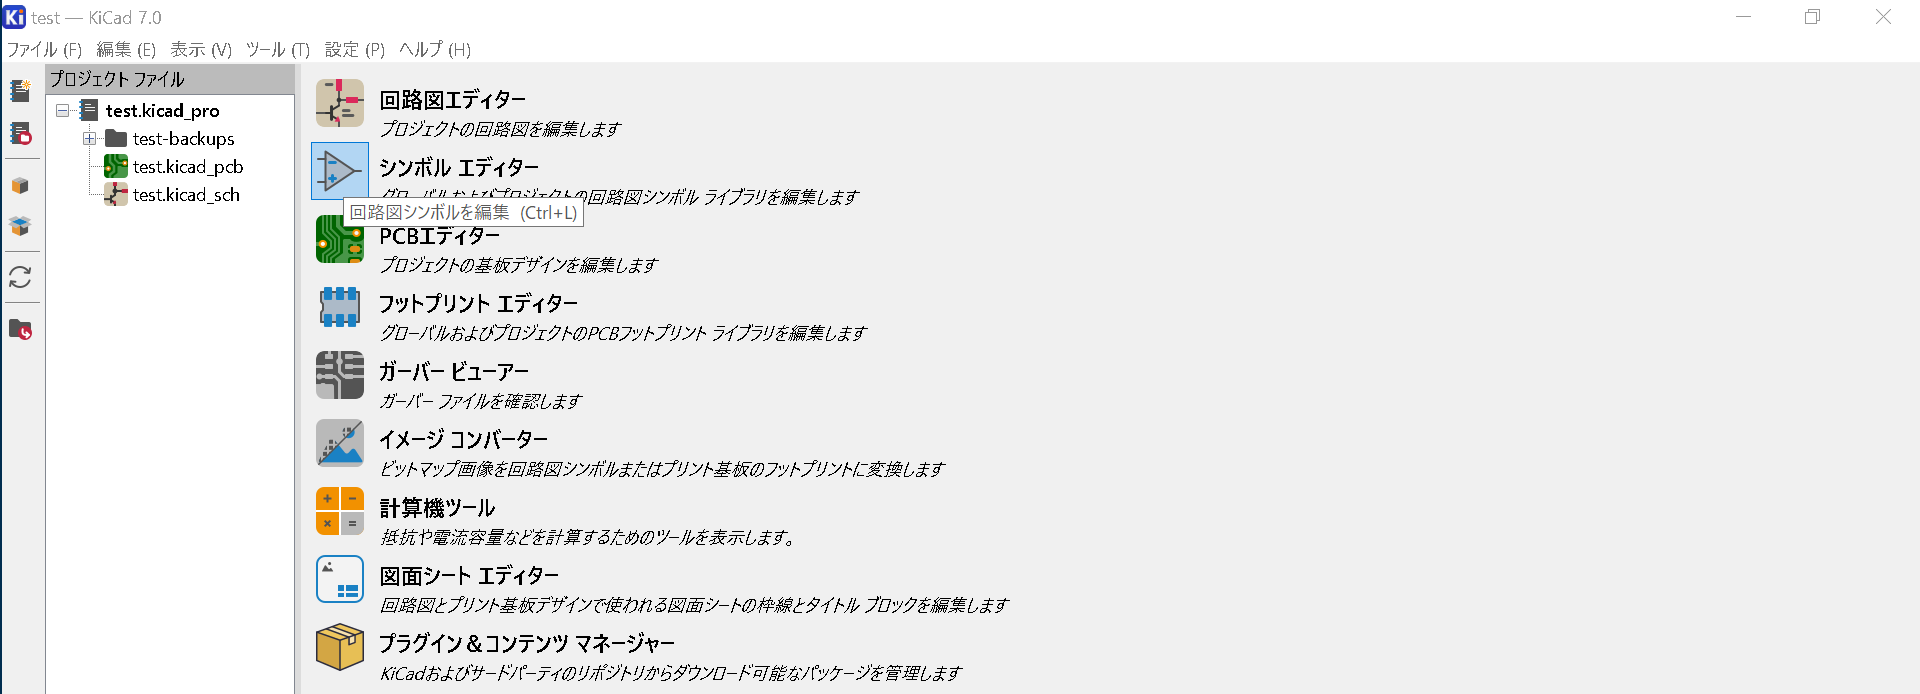 test — KiCad 7.0
ファイル (F) 編集 (E) 表示 (V) ツール (T) 設定 (P) ヘルプ (H)
プロジェクト ファイル
test.kicad_pro
test-backups
test.kicad_pcb
test.kicad_sch
回路図エディター
プロジェクトの回路図を編集します
シンボル エディター
グローバルおよびプロジェクトの回路図シンボル ライブラリを編集します
回路図シンボルを編集 (Ctrl+L)
PCBエディター
プロジェクトの基板デザインを編集します
フットプリント エディター
グローバルおよびプロジェクトのPCBフットプリント ライブラリを編集します
ガーバー ビューアー
ガーバー ファイルを確認します
イメージ コンバーター
ビットマップ画像を回路図シンボルまたはプリント基板のフットプリントに変換します
計算機ツール
抵抗や電流容量などを計算するためのツールを表示します。
図面シート エディター
回路図とプリント基板デザインで使われる図面シートの枠線とタイトル ブロックを編集します
プラグイン＆コンテンツ マネージャー
KiCadおよびサードパーティのリポジトリからダウンロード可能なパッケージを管理します